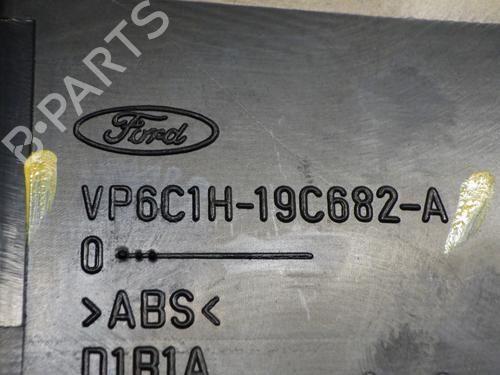 B-PARTS
Ford
VP6C1H-19C682-A
0
>ABS<
D1B1A